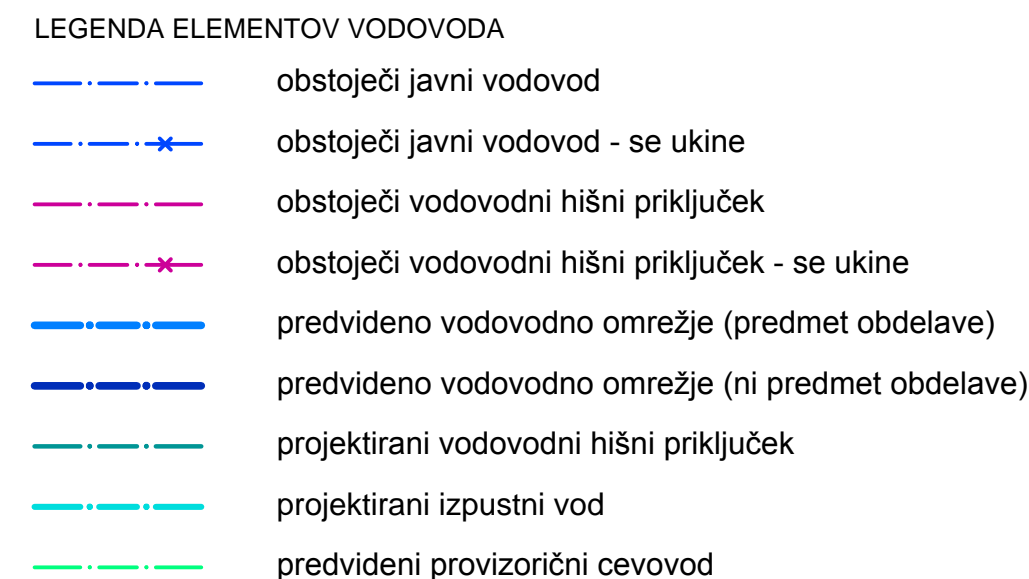 LEGENDA ELEMENTOV VODOVODA
obstoječi javni vodovod
obstoječi javni vodovod - se ukine
obstoječi vodovodni hišni priključek
obstoječi vodovodni hišni priključek - se ukine
predvideno vodovodno omrežje (predmet obdelave)
predvideno vodovodno omrežje (ni predmet obdelave)
projektirani vodovodni hišni priključek
projektirani izpustni vod
predvideni provizorični cevovod